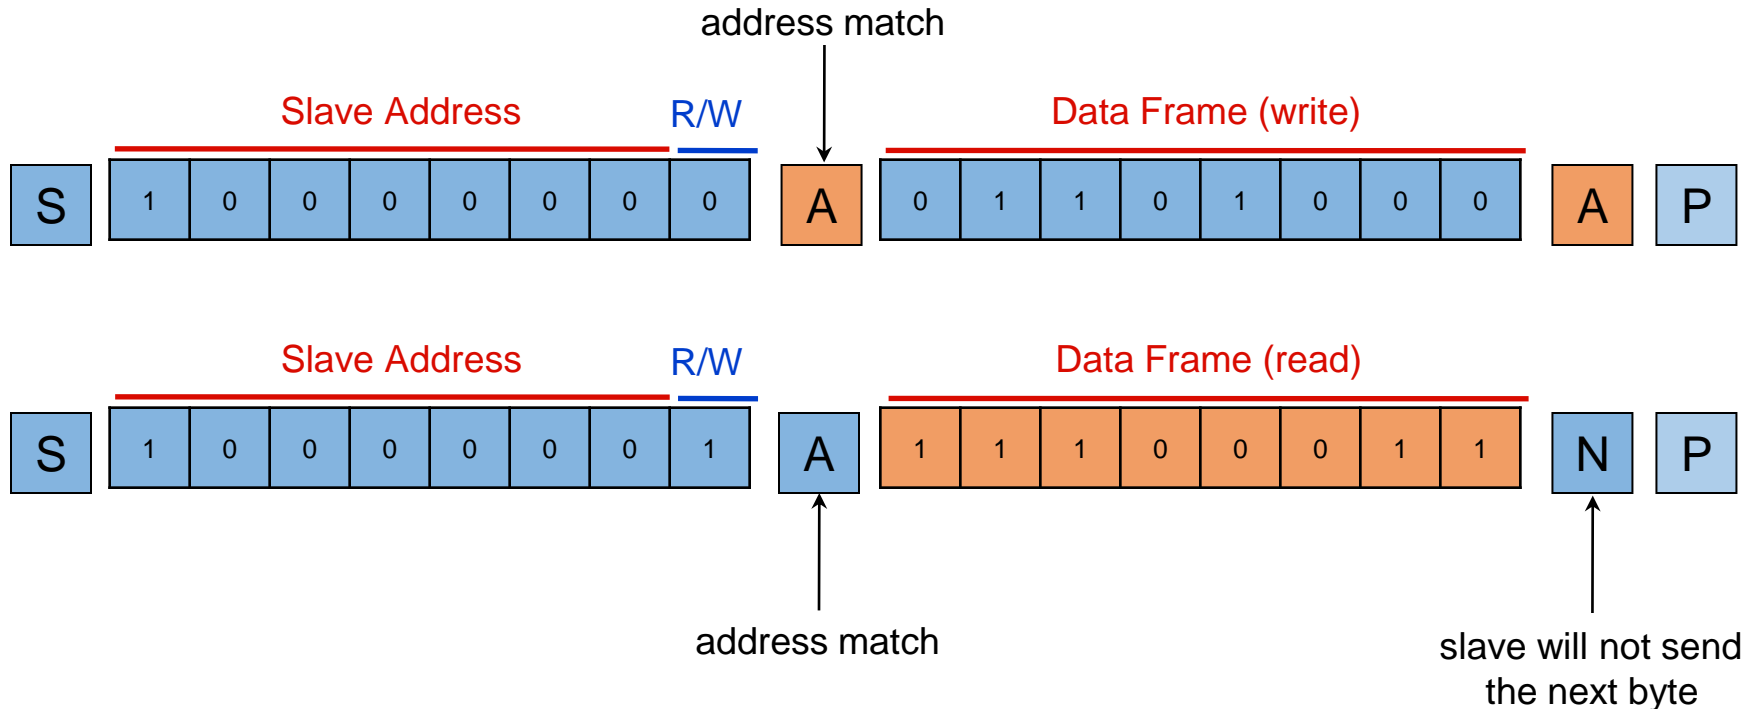 address match
Slave Address R/W Data Frame (write)
S 1 0 0 0 0 0 0 0 A 0 1 1 0 1 0 0 0 A P
Slave Address R/W Data Frame (read)
S 1 0 0 0 0 0 0 1 A 1 1 1 0 0 0 1 1 N P
address match
slave will not send
the next byte